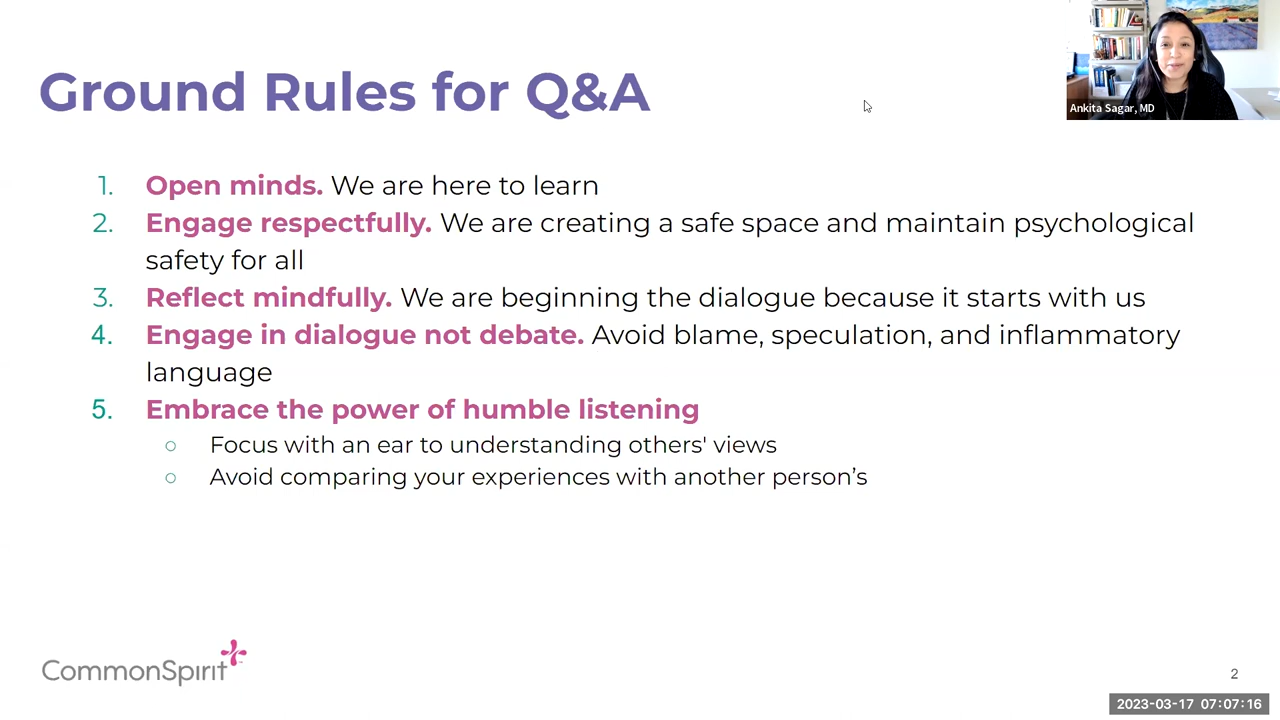 Ground Rules for Q&A
Ankita Sagar, MD
1. Open minds. We are here to learn
2. Engage respectfully. We are creating a safe space and maintain psychological
safety for all
3. Reflect mindfully. We are beginning the dialogue because it starts with us
4. Engage in dialogue not debate. Avoid blame, speculation, and inflammatory
language
5. Embrace the power of humble listening
○ Focus with an ear to understanding others' views
○ Avoid comparing your experiences with another person’s
CommonSpirit
2
2023-03-17 07:07:16